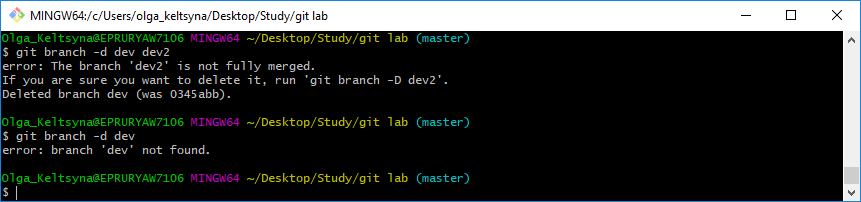 MINGW64:/c/Users/olga_keltsyna/Desktop/Study/git lab
Olga_Keltsyna@EPRURYAW7106 MINGW64 ~/Desktop/Study/git lab (master)
$ git branch -d dev dev2
error: The branch 'dev2' is not fully merged.
If you are sure you want to delete it, run 'git branch -D dev2'.
Deleted branch dev (was 0345abb).
Olga_Keltsyna@EPRURYAW7106 MINGW64 ~/Desktop/Study/git lab (master)
$ git branch -d dev
error: branch 'dev' not found.
Olga_Keltsyna@EPRURYAW7106 MINGW64 ~/Desktop/Study/git lab (master)
$